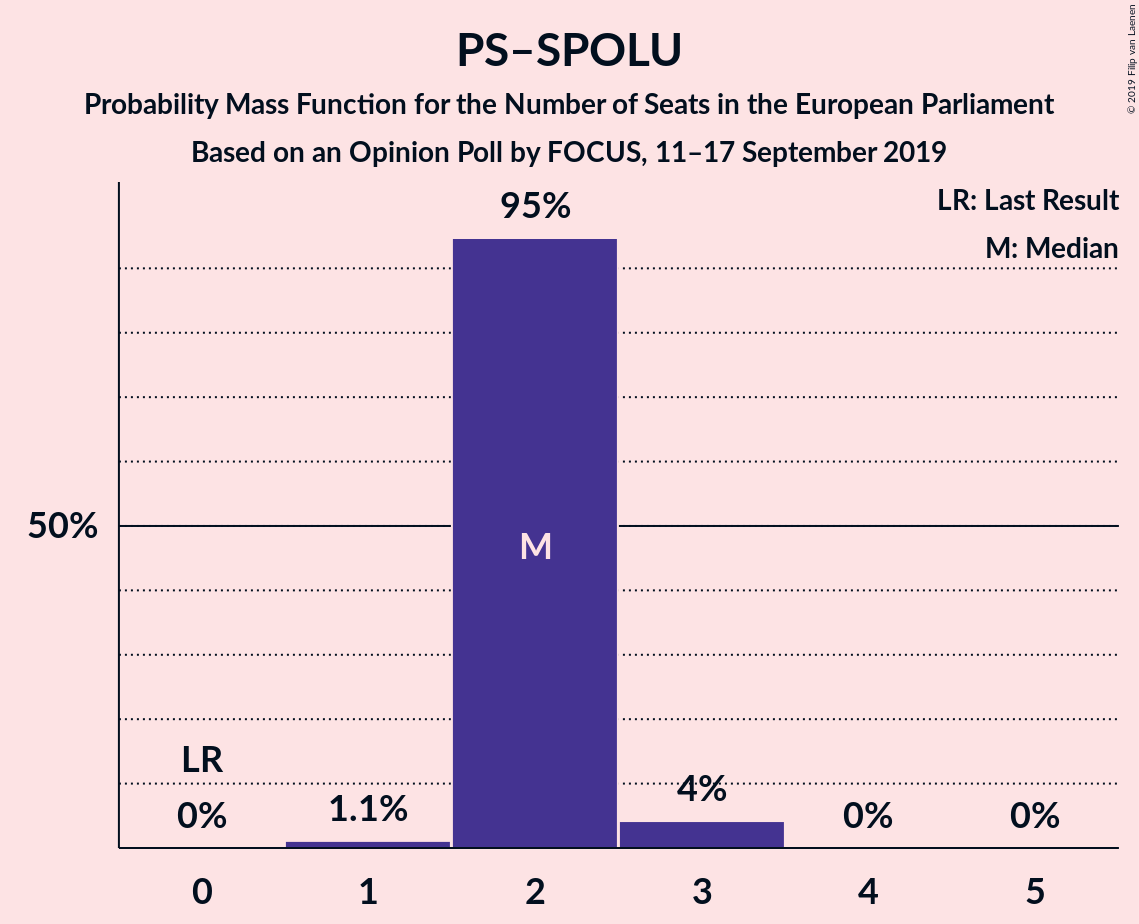 PS–SPOLU
Probability Mass Function for the Number of Seats in the European Parliament
Based on an Opinion Poll by FOCUS, 11–17 September 2019
© 2019 Filip van Laenen
LR: Last Result
M: Median
95%
50%
M
LR
0%
1.1%
4%
0%
0%
0 1 2 3 4 5